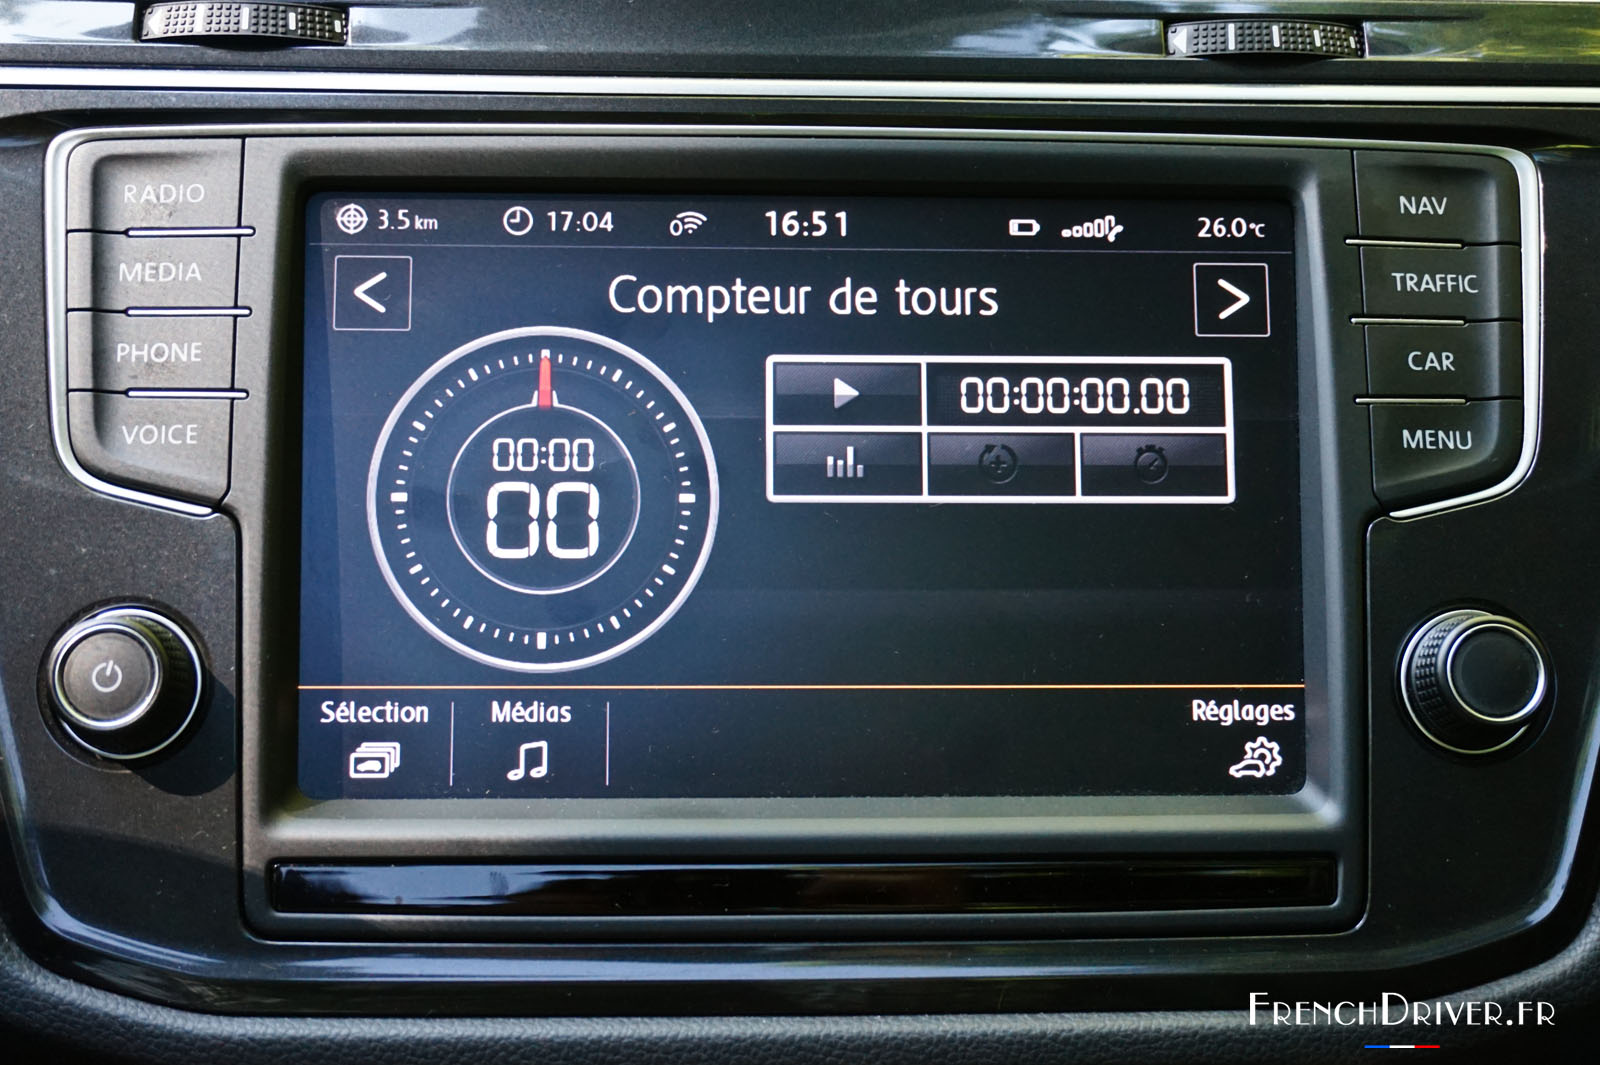 RADIO
MEDIA
PHONE
VOICE
3.5 km 17:04 16:51 26.0°C
Compteur de tours
00:00
00
00:00:00.00
Sélection Médias Réglages
NAV
TRAFFIC
CAR
MENU
FRENCHDRIVER.FR